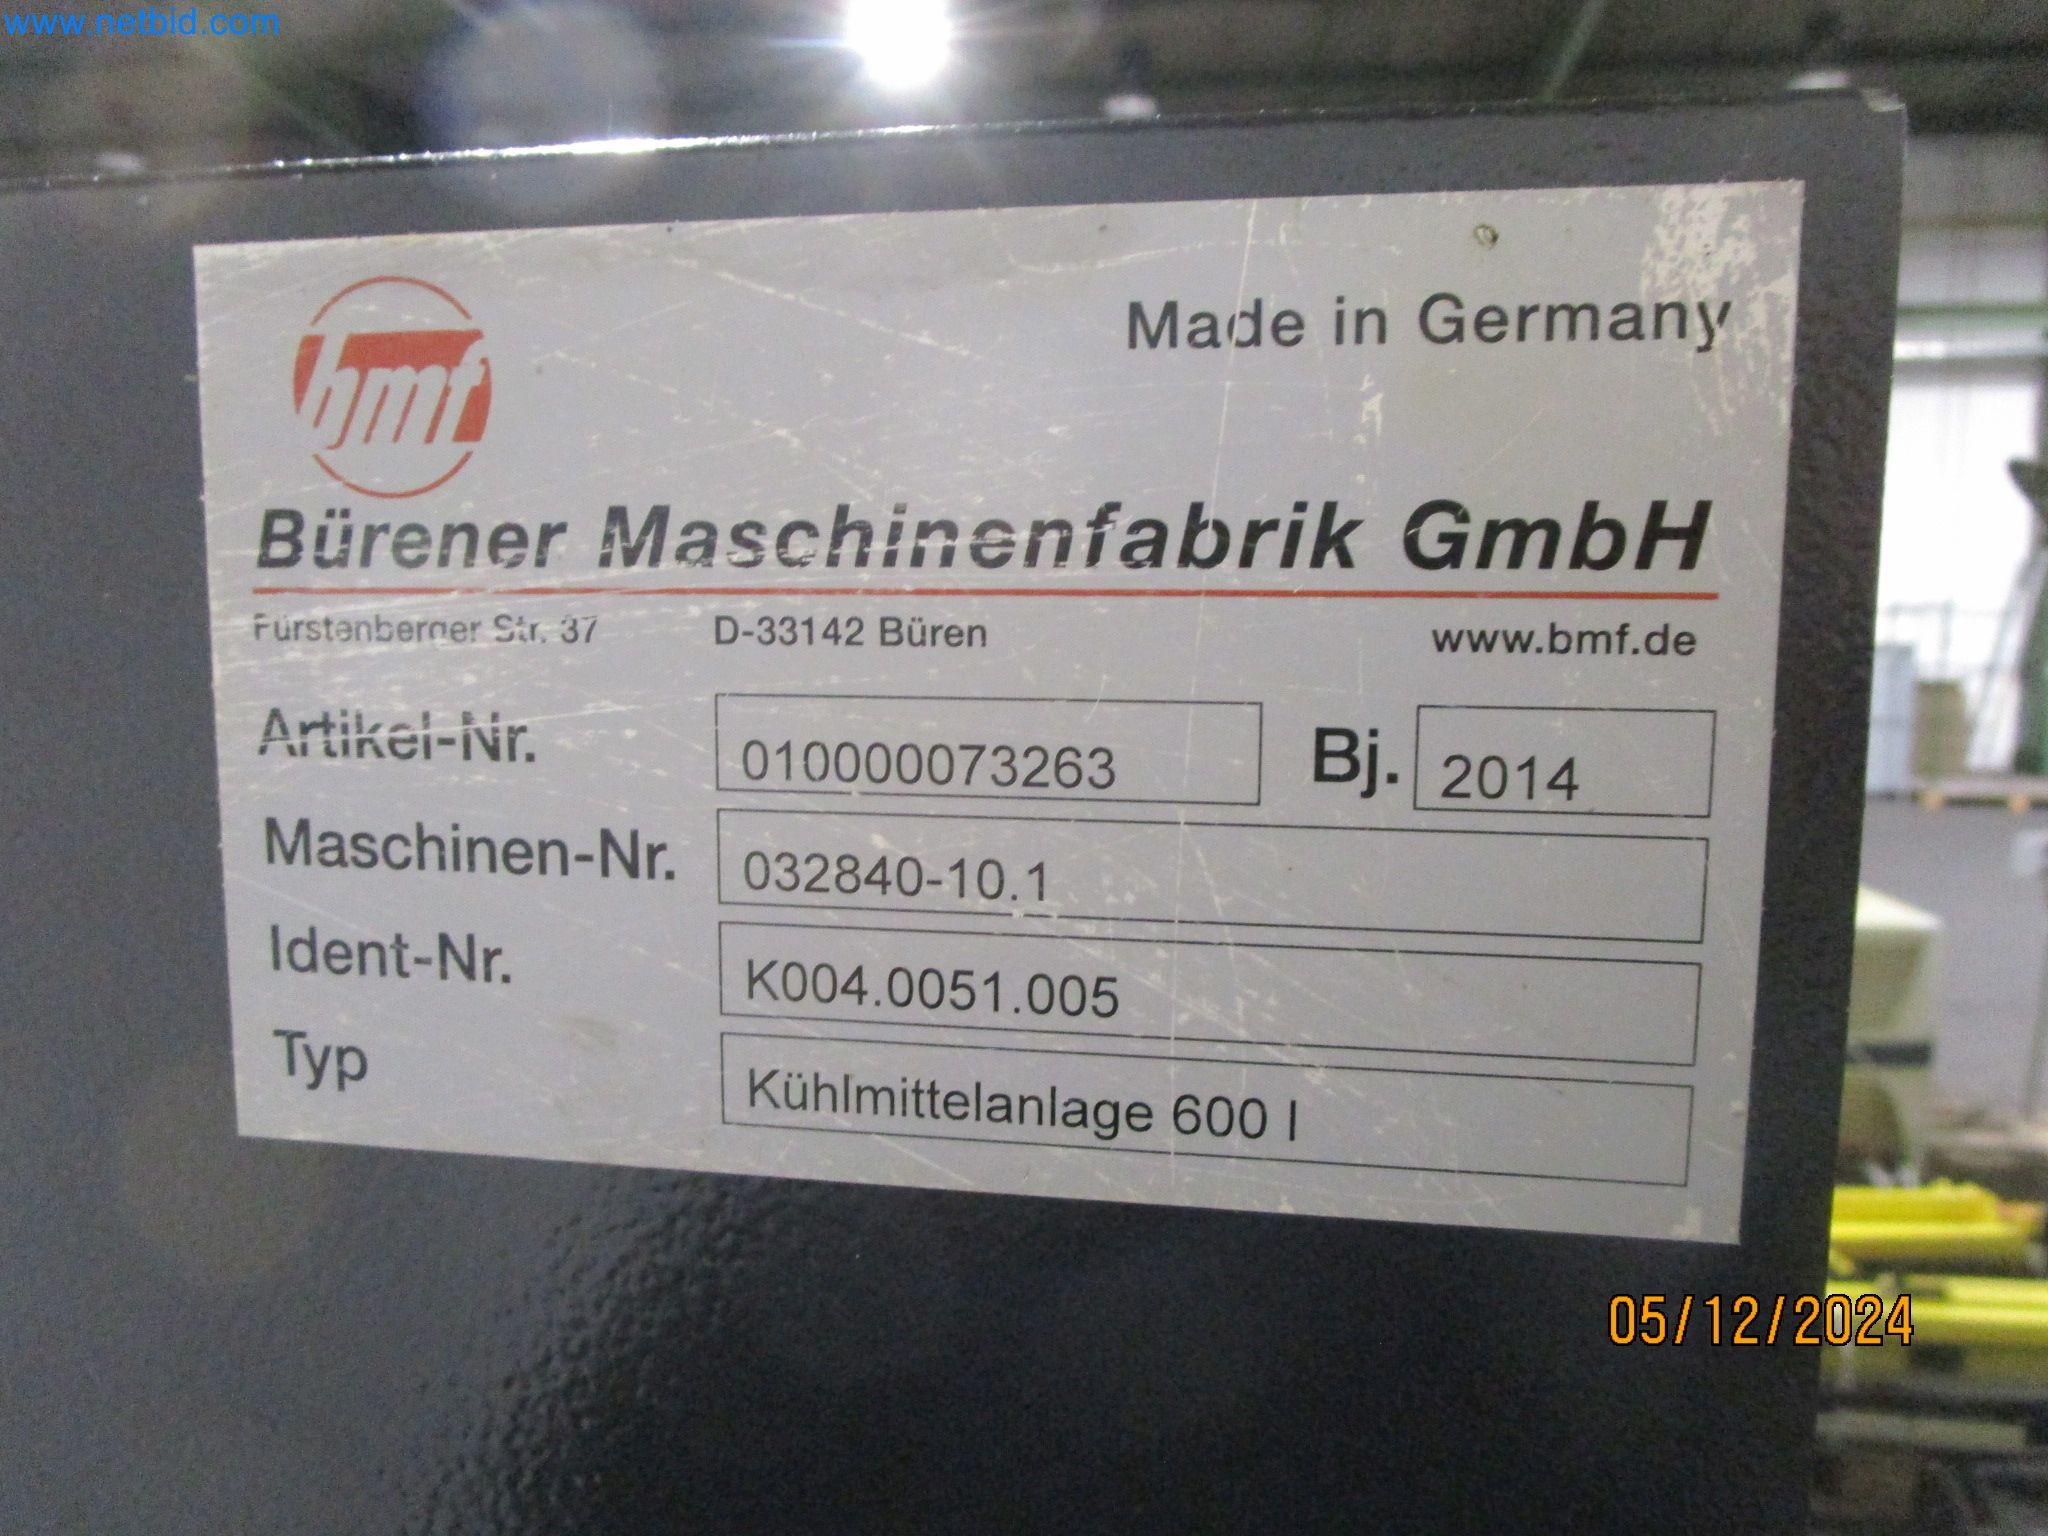 www.netbid.com
bmf
Made in Germany
Bürener Maschinenfabrik GmbH
Fürstenberger Str. 37 D-33142 Büren www.bmf.de
Artikel-Nr. 010000073263 Bj. 2014
Maschinen-Nr. 032840-10.1
Ident-Nr. K004.0051.005
Typ Kühlmittelanlage 600 l
05/12/2024